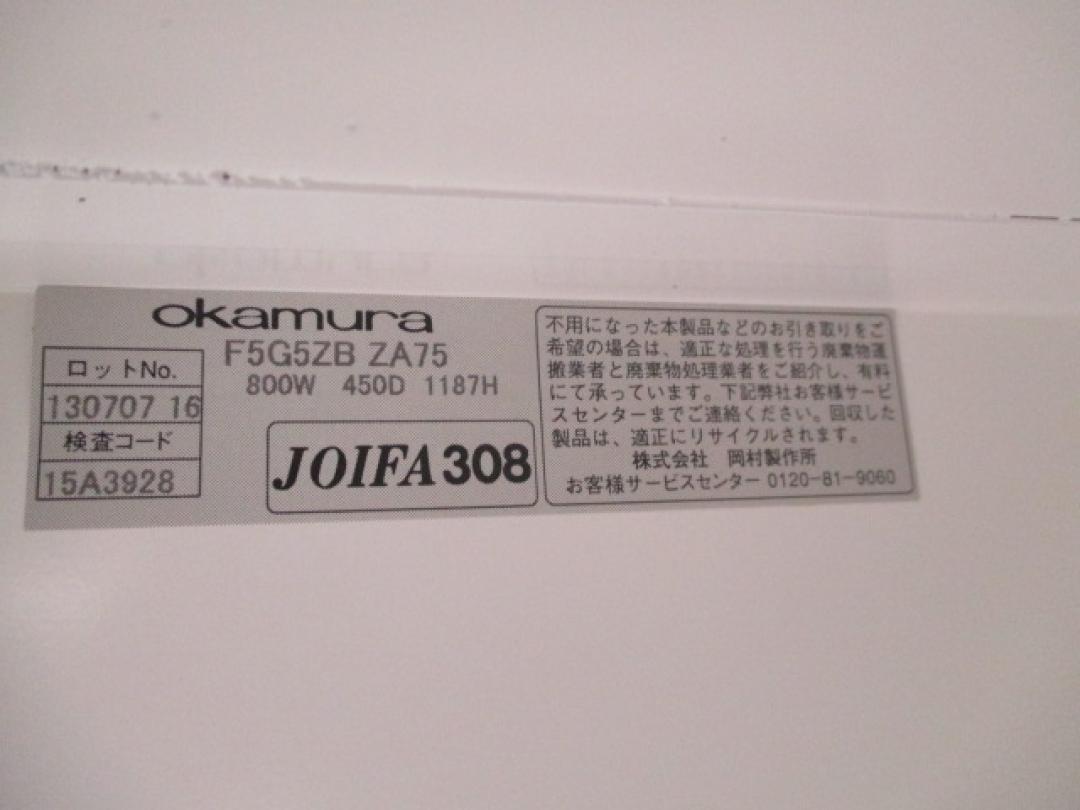 okamura
F5G5ZB ZA75
800W 450D 1187H
ロットNo.
130707 16
検査コード
15A3928
JOIFA308
不用になった本製品などのお引き取りをご
希望の場合は、適正な処理を行う廃棄物運
搬業者と廃棄物処理業者をご紹介し、有料
にて承っています。下記弊社お客様サービ
スセンターまでご連絡ください。回収した
製品は、適正にリサイクルされます。
株式会社 岡村製作所
お客様サービスセンター 0120-81-9060